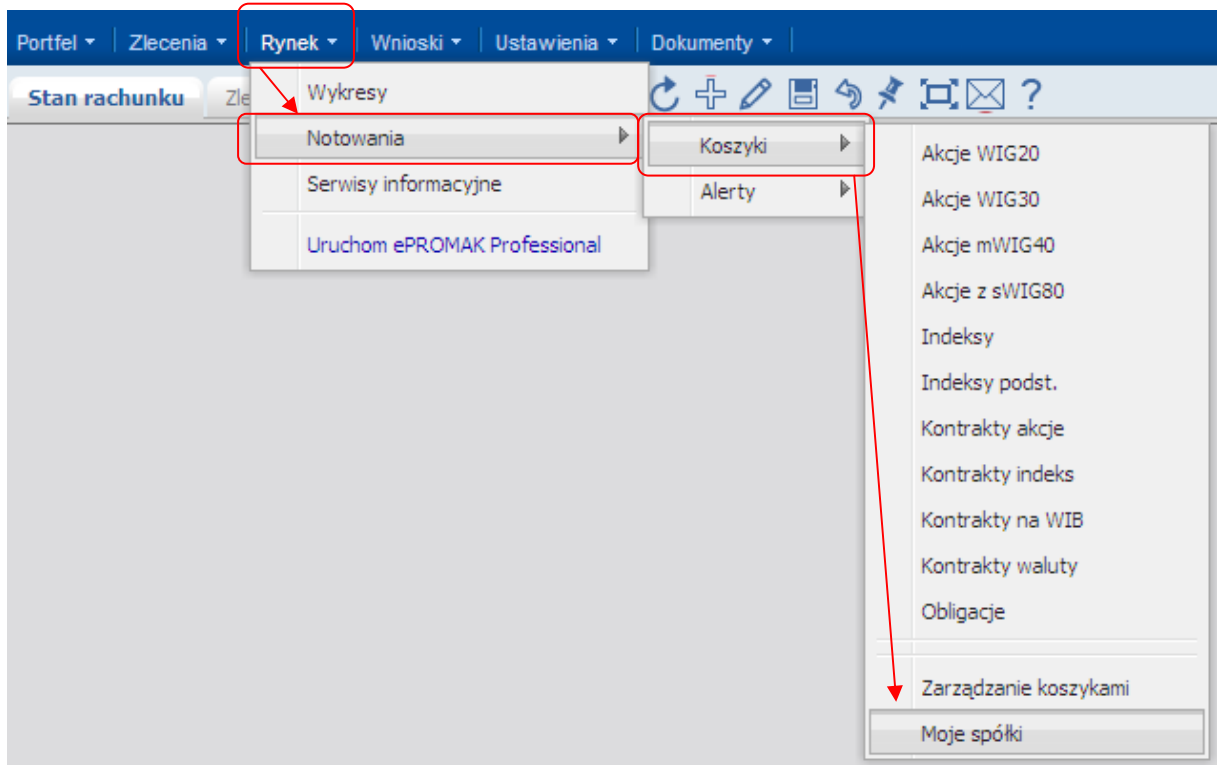 Portfel Zlecenia Rynek Wnioski Ustawienia Dokumenty
Stan rachunku Zle ?
Wykresy
Notowania
Serwisy informacyjne
Uruchom ePROMAK Professional
Koszyki
Alerty
Akcje WIG20
Akcje WIG30
Akcje mWIG40
Akcje z sWIG80
Indeksy
Indeksy podst.
Kontrakty akcje
Kontrakty indeks
Kontrakty na WIB
Kontrakty waluty
Obligacje
Zarządzanie koszykami
Moje spółki